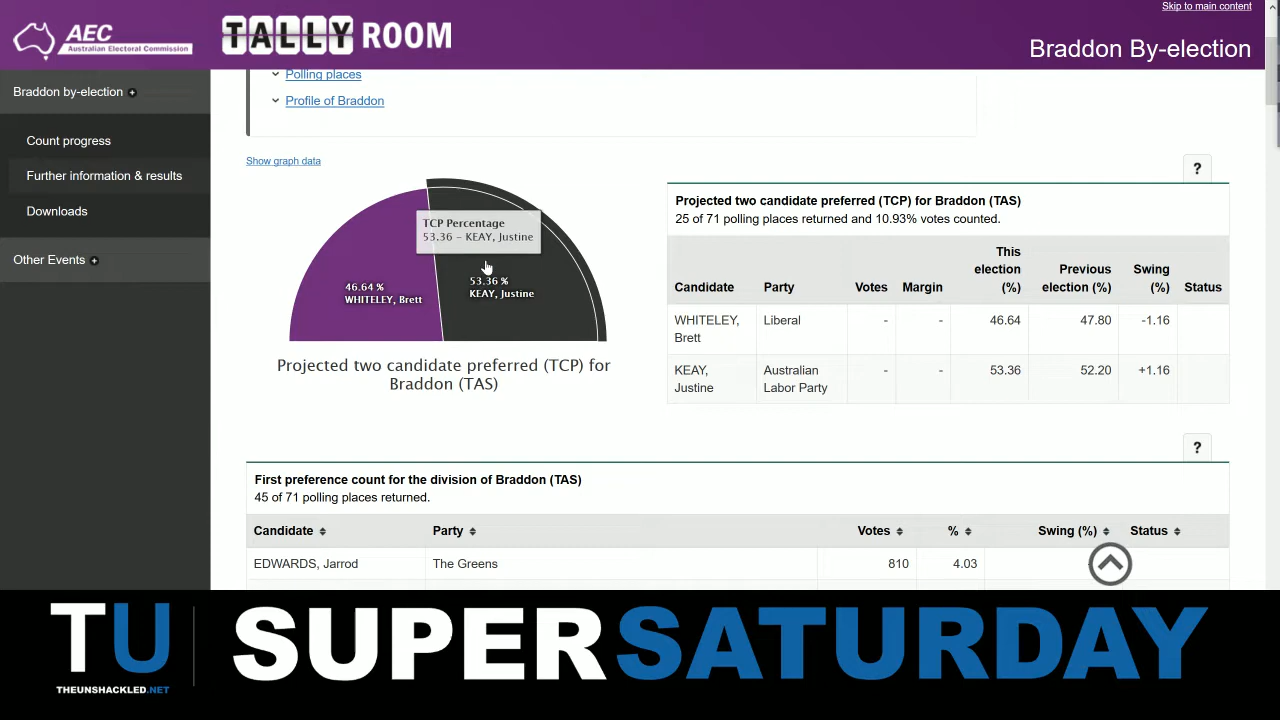 Skip to main content
AEC
Australian Electoral Commission
TALLY ROOM
Braddon By-election
Braddon by-election
Count progress
Further information & results
Downloads
Other Events
Polling places
Profile of Braddon
Show graph data
TCP Percentage
53.36 – KEAY, Justine
46.64 %
WHITELEY, Brett
53.36 %
KEAY, Justine
Projected two candidate preferred (TCP) for
Braddon (TAS)
?
Projected two candidate preferred (TCP) for Braddon (TAS)
25 of 71 polling places returned and 10.93% votes counted.
Candidate Party Votes Margin This election (%) Previous election (%) Swing (%) Status
WHITELEY, Brett Liberal - - 46.64 47.80 -1.16
KEAY, Justine Australian Labor Party - - 53.36 52.20 +1.16
?
First preference count for the division of Braddon (TAS)
45 of 71 polling places returned.
Candidate Party Votes % Swing (%) Status
EDWARDS, Jarrod The Greens 810 4.03
TU SUPERSATURDAY
THEUNSHACKLED.NET